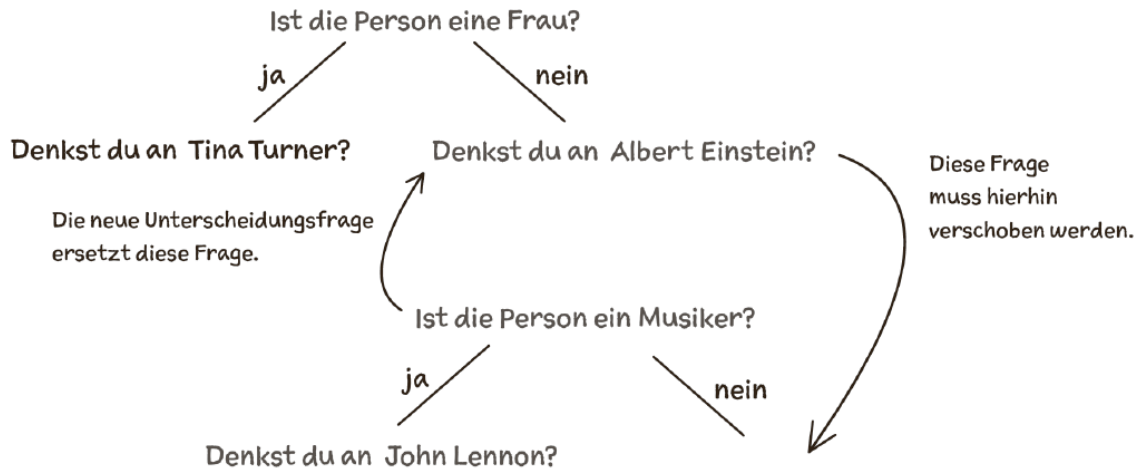 Ist die Person eine Frau?
ja
nein
Denkst du an Tina Turner?
Denkst du an Albert Einstein?
Diese Frage
muss hierhin
verschoben werden.
Die neue Unterscheidungsfrage
ersetzt diese Frage.
Ist die Person ein Musiker?
ja
nein
Denkst du an John Lennon?